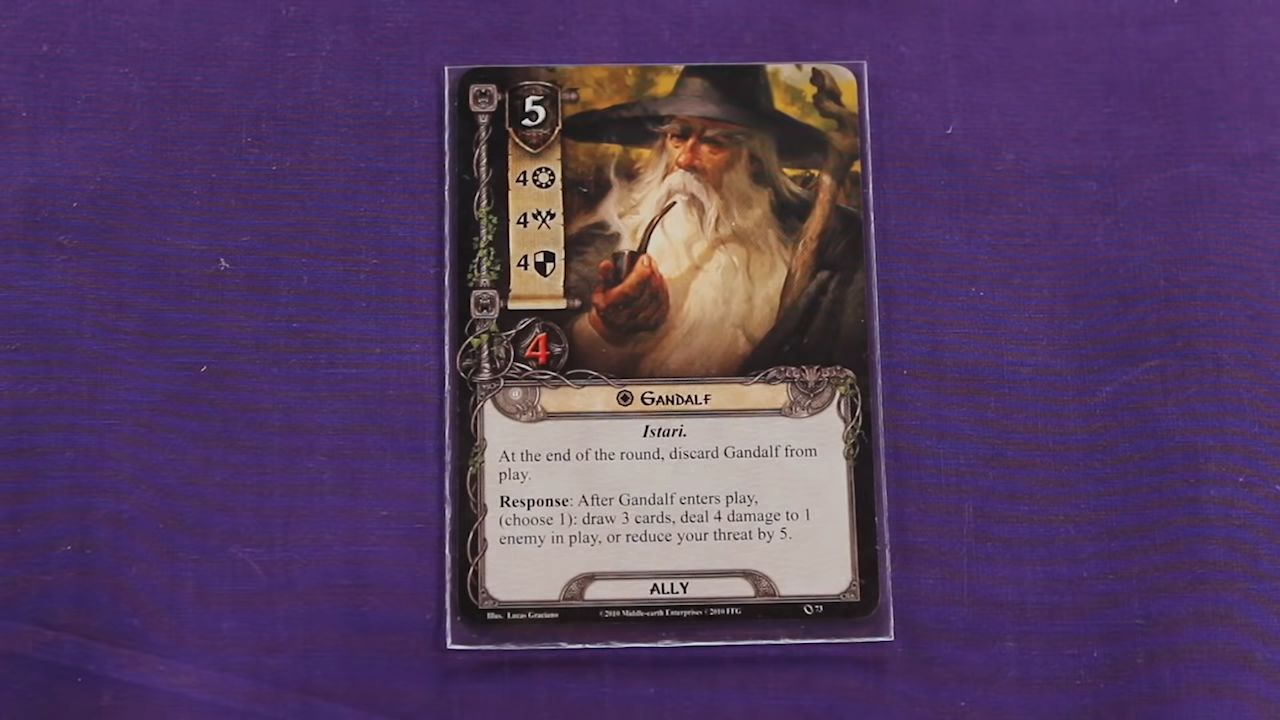 5
4
4
4
4
GANDALF
Istari.
At the end of the round, discard Gandalf from
play.
Response: After Gandalf enters play,
(choose 1): draw 3 cards, deal 4 damage to 1
enemy in play, or reduce your threat by 5.
ALLY
Illus. Lucas Graciano ©2010 Middle-earth Enterprises ©2010 FFG 73